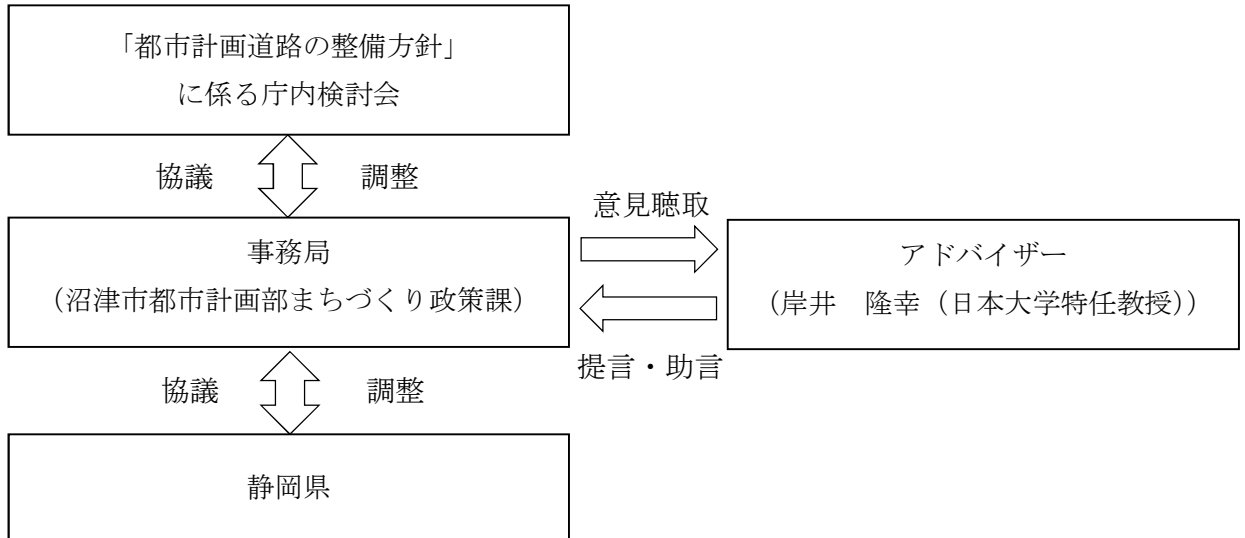 「都市計画道路の整備方針」
に係る庁内検討会
協議 調整
事務局
(沼津市都市計画部まちづくり政策課)
意見聴取
アドバイザー
(岸井　隆幸(日本大学特任教授))
提言・助言
協議 調整
静岡県